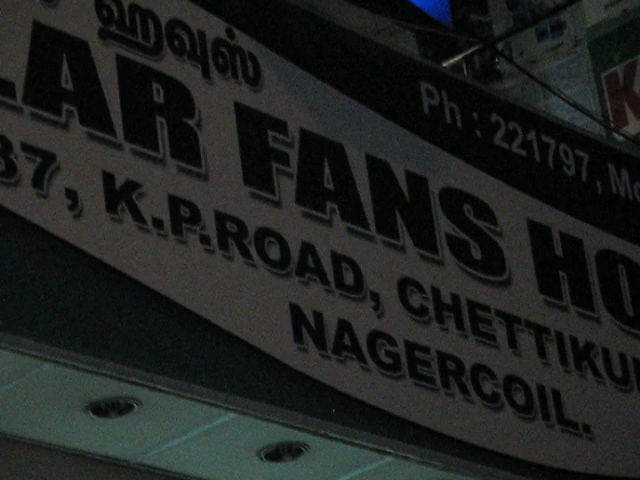 ஹவுஸ்
Ph : 221797,
LAR FANS HO
37, K.P.ROAD, CHETTIKU
NAGERCOIL.